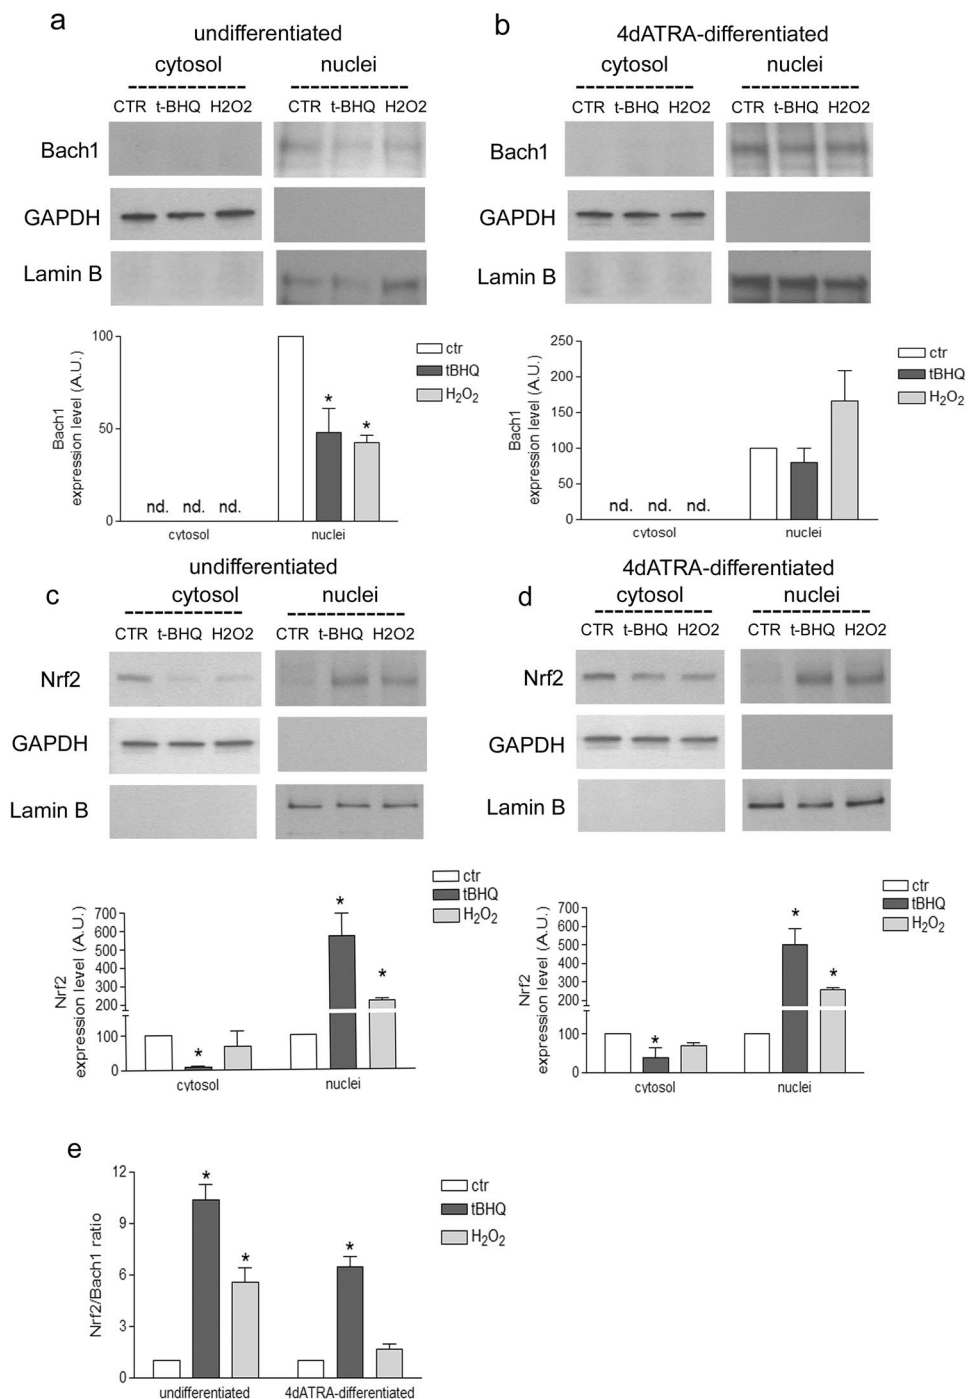 a
undifferentiated
cytosol nuclei
CTR t-BHQ H2O2 CTR t-BHQ H2O2
Bach1
GAPDH
Lamin B
Bach1
expression level (A.U.)
100
50
0
nd. nd. nd.
* *
cytosol nuclei
ctr
tBHQ
H₂O₂
b
4dATRA-differentiated
cytosol nuclei
CTR t-BHQ H2O2 CTR t-BHQ H2O2
Bach1
GAPDH
Lamin B
Bach1
expression level (A.U.)
250
200
150
100
50
0
nd. nd. nd.
cytosol nuclei
ctr
tBHQ
H₂O₂
c
undifferentiated
cytosol nuclei
CTR t-BHQ H2O2 CTR t-BHQ H2O2
Nrf2
GAPDH
Lamin B
ctr
tBHQ
H₂O₂
Nrf2
expression level (A.U.)
700
600
500
400
300
200
100
0
* * *
cytosol nuclei
d
4dATRA-differentiated
cytosol nuclei
CTR t-BHQ H2O2 CTR t-BHQ H2O2
Nrf2
GAPDH
Lamin B
ctr
tBHQ
H₂O₂
Nrf2
expression level (A.U.)
700
600
500
400
300
100
0
* * *
cytosol nuclei
e
Nrf2/Bach1 ratio
12
9
6
3
0
* * *
undifferentiated 4dATRA-differentiated
ctr
tBHQ
H₂O₂